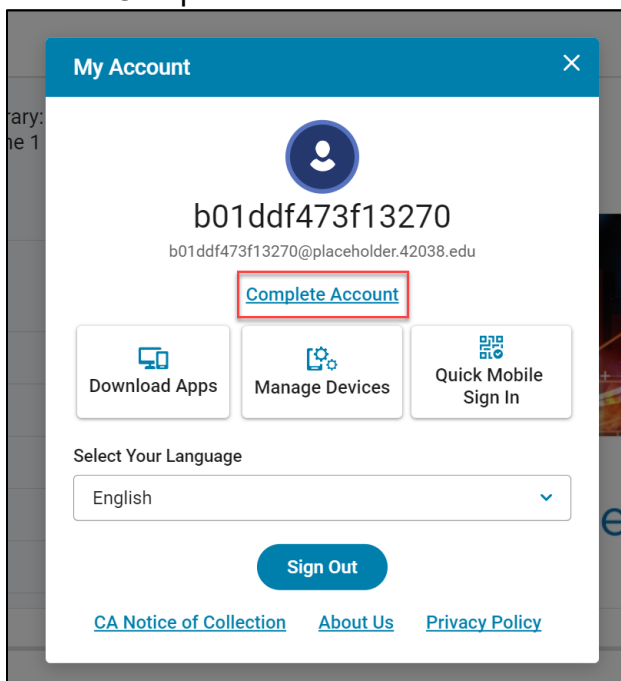 My Account
rary:
ne 1
b01ddf473f13270
b01ddf473f13270@placeholder.42038.edu
Complete Account
Download Apps
Manage Devices
Quick Mobile
Sign In
Select Your Language
English
Sign Out
CA Notice of Collection About Us Privacy Policy